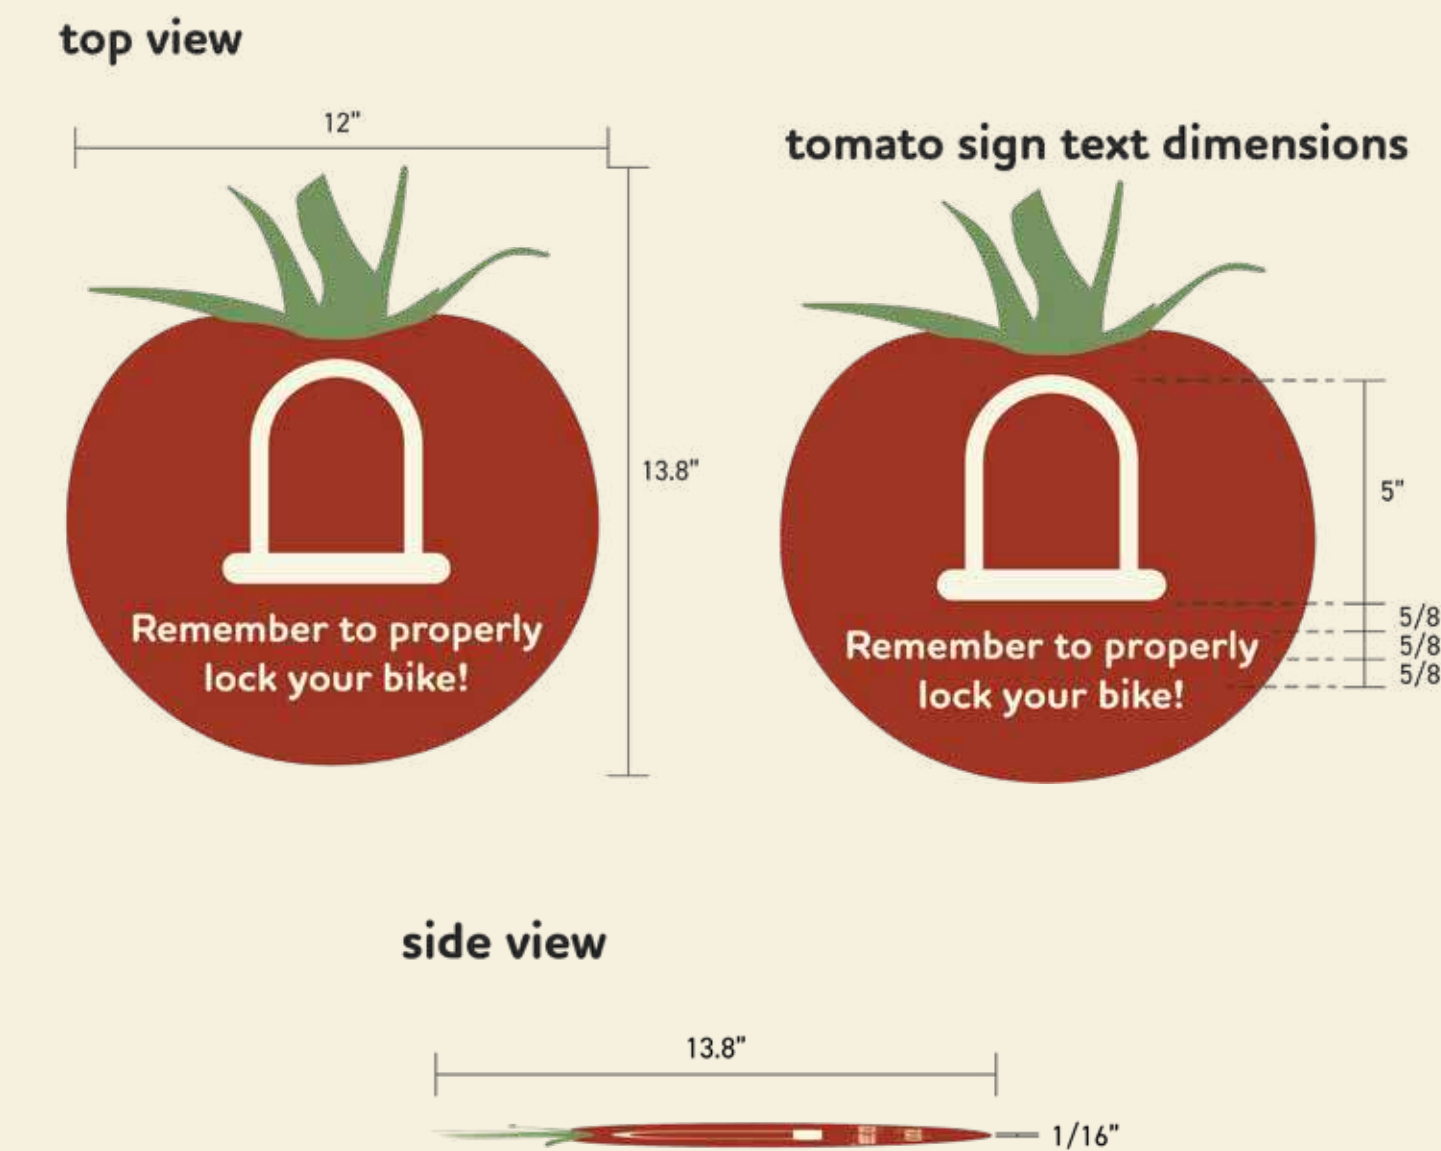 top view
12"
tomato sign text dimensions
13.8"
5"
5/8
5/8
5/8
Remember to properly
lock your bike!
Remember to properly
lock your bike!
side view
13.8"
1/16"